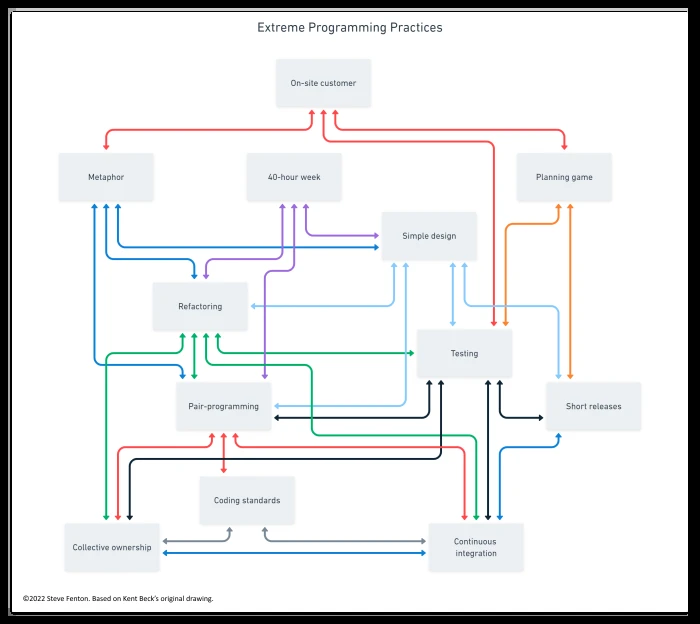 Extreme Programming Practices
On-site customer
Metaphor
40-hour week
Planning game
Simple design
Refactoring
Testing
Pair-programming
Short releases
Coding standards
Collective ownership
Continuous
integration
©2022 Steve Fenton. Based on Kent Beck's original drawing.